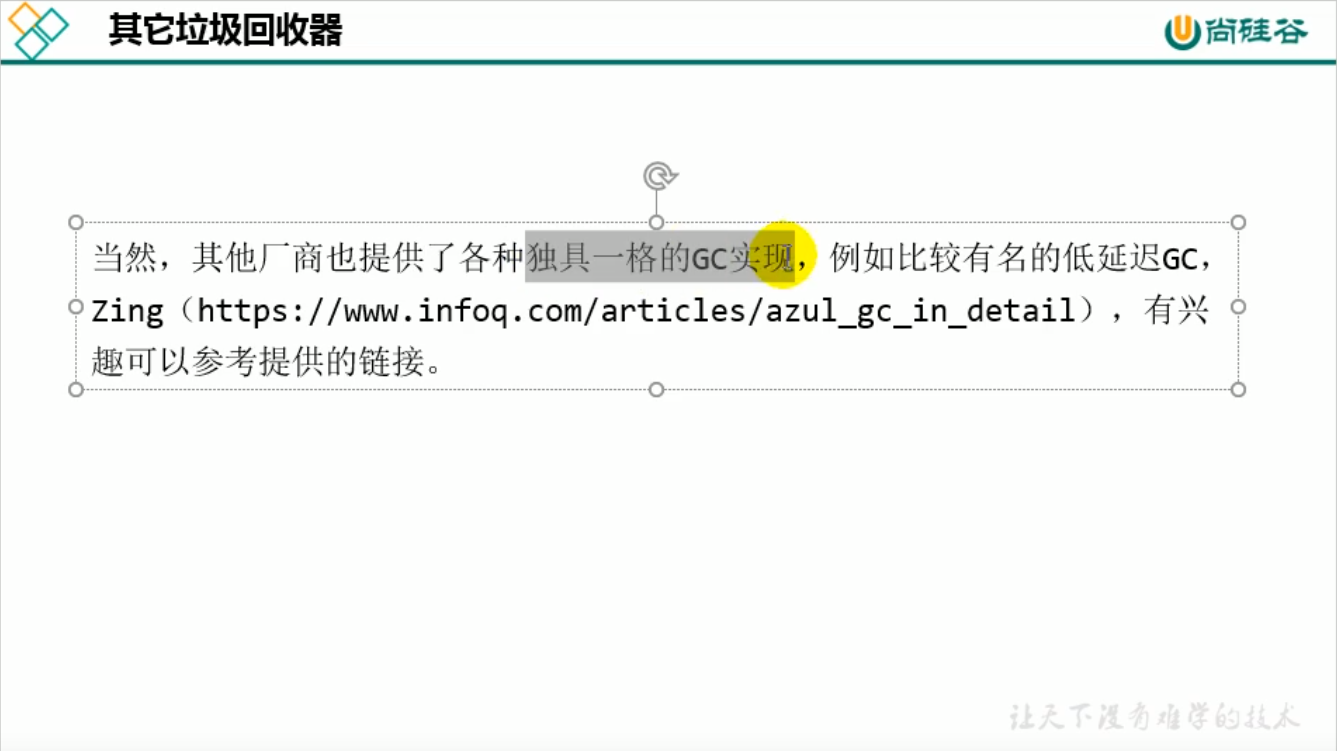 其它垃圾回收器
尚硅谷
当然，其他厂商也提供了各种独具一格的GC实现，例如比较有名的低延迟GC，
Zing（https://www.infoq.com/articles/azul_gc_in_detail），有兴
趣可以参考提供的链接。
让天下没有难学的技术